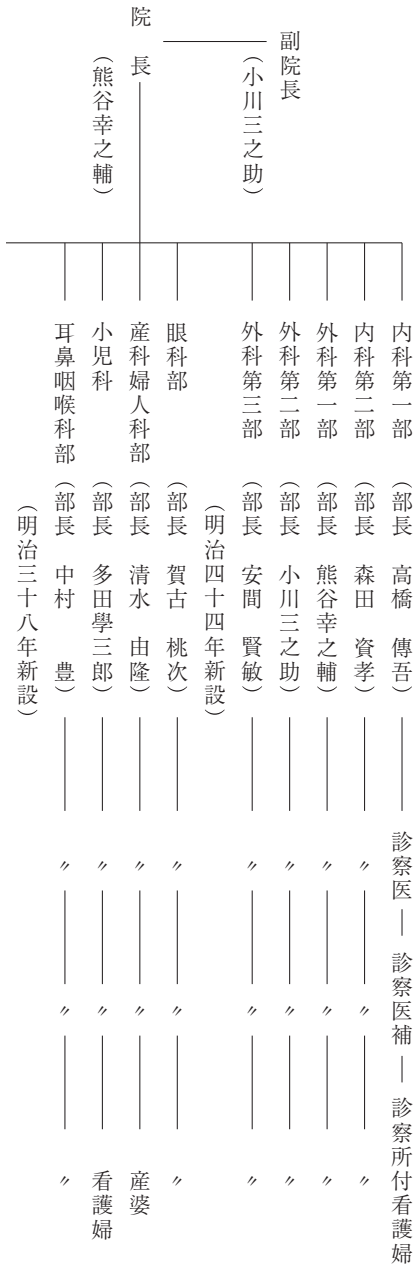 内科第一部 (部長 高橋 傳吾) 診察医 診察医補 診察所付看護婦
内科第二部 (部長 森田 資孝) 〃 〃 〃
外科第一部 (部長 熊谷幸之輔) 〃 〃 〃
外科第二部 (部長 小川三之助) 〃 〃 〃
外科第三部 (部長 安間 賢敏) 〃 〃 〃
(明治四十四年新設)
副院長
(小川三之助)
眼科部 (部長 賀古 桃次) 〃 〃 〃
院長
産科婦人科部 (部長 清水 由隆) 〃 〃 産婆
(熊谷幸之輔)
小児科 (部長 多田學三郎) 〃 〃 看護婦
耳鼻咽喉科部 (部長 中村 豊) 〃 〃 〃
(明治三十八年新設)